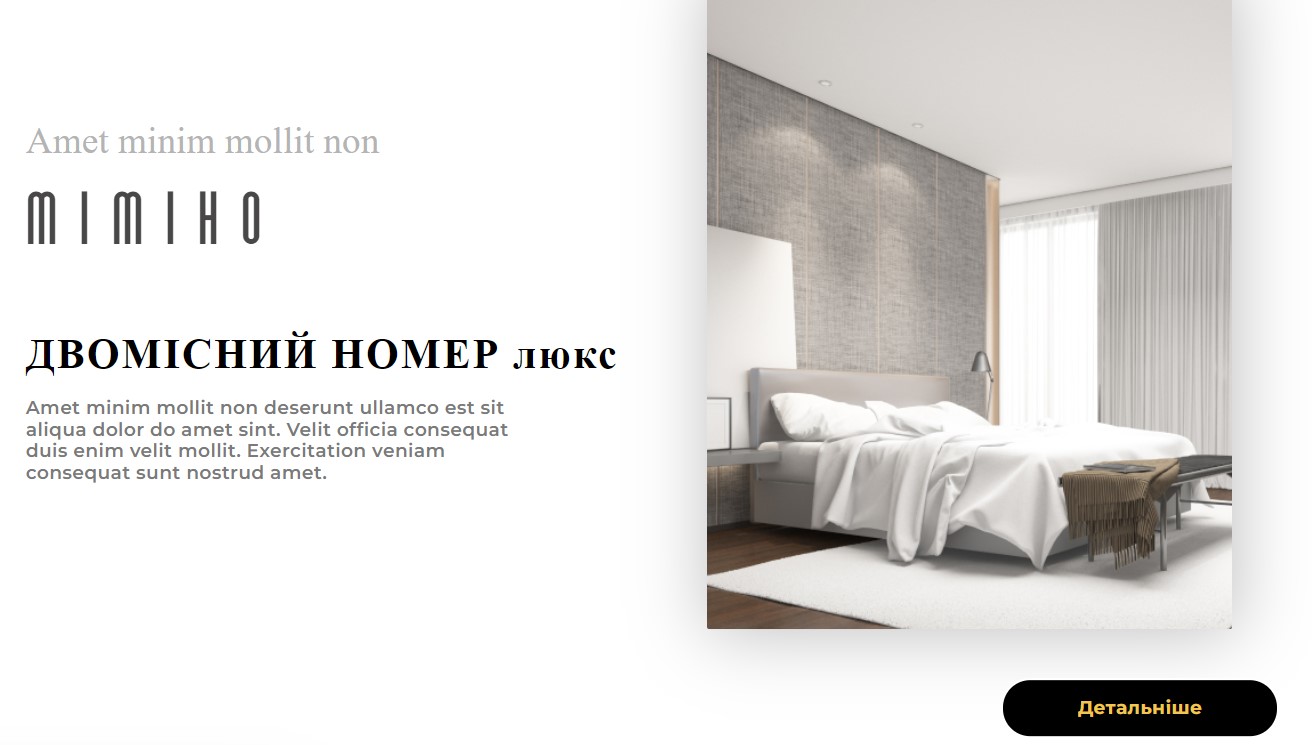 Amet minim mollit non
MIMIHO
ДВОМІСНИЙ НОМЕР люкс
Amet minim mollit non deserunt ullamco est sit
aliqua dolor do amet sint. Velit officia consequat
duis enim velit mollit. Exercitation veniam
consequat sunt nostrud amet.
Детальніше